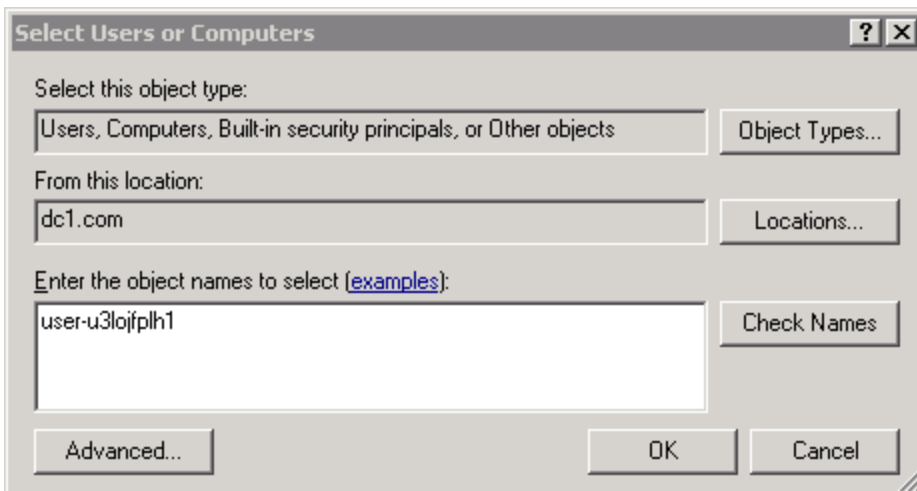 Select Users or Computers
Select this object type:
Users, Computers, Built-in security principals, or Other objects
Object Types...
From this location:
dc1.com
Locations...
Enter the object names to select (examples):
user-u3lojfplh1
Check Names
Advanced...
OK
Cancel